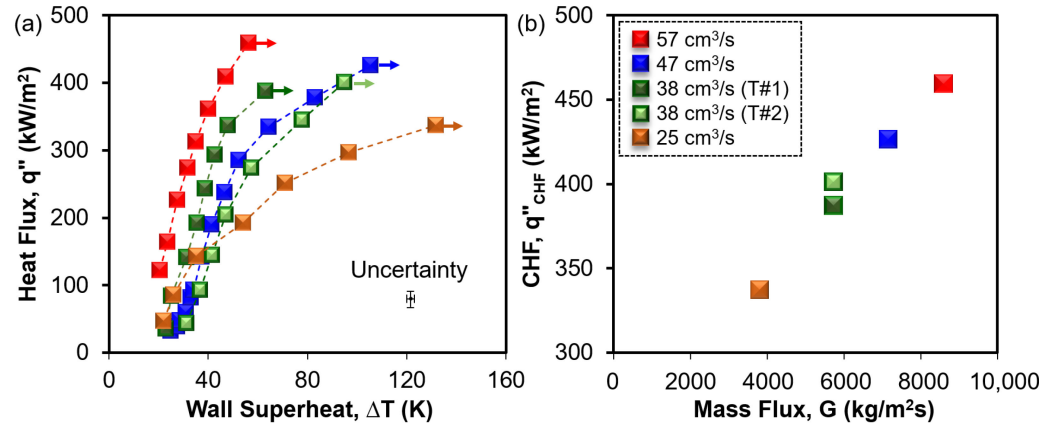 (a)
500
400
300
200
100
0
0 40 80 120 160
Heat Flux, q" (kW/m²)
Wall Superheat, ΔT (K)
Uncertainty
(b)
500
450
400
350
300
0 2000 4000 6000 8000 10,000
CHF, q"CHF (kW/m²)
Mass Flux, G (kg/m²s)
57 cm³/s
47 cm³/s
38 cm³/s (T#1)
38 cm³/s (T#2)
25 cm³/s